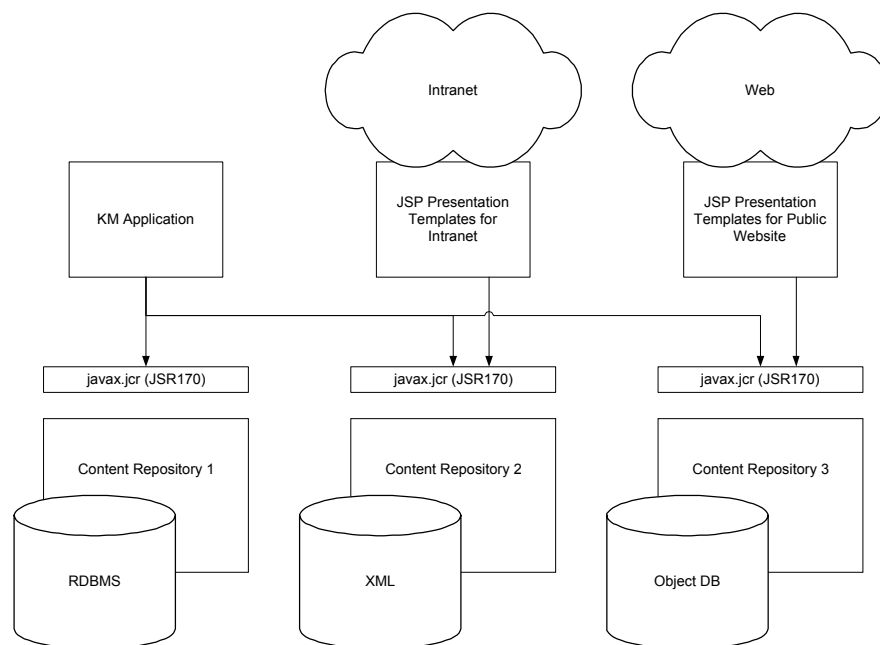 Intranet
Web
KM Application
JSP Presentation
Templates for
Intranet
JSP Presentation
Templates for Public
Website
javax.jcr (JSR170)
javax.jcr (JSR170)
javax.jcr (JSR170)
Content Repository 1
Content Repository 2
Content Repository 3
RDBMS
XML
Object DB